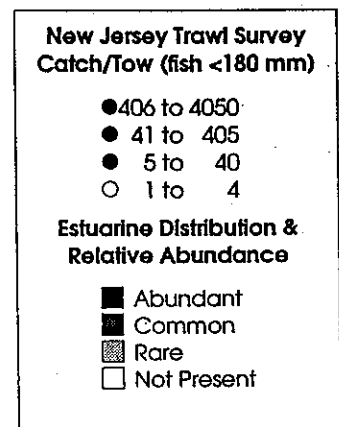 New Jersey Trawl Survey
Catch/Tow (fish <180 mm)
406 to 4050
41 to 405
5 to 40
1 to 4
Estuarine Distribution &
Relative Abundance
Abundant
Common
Rare
Not Present